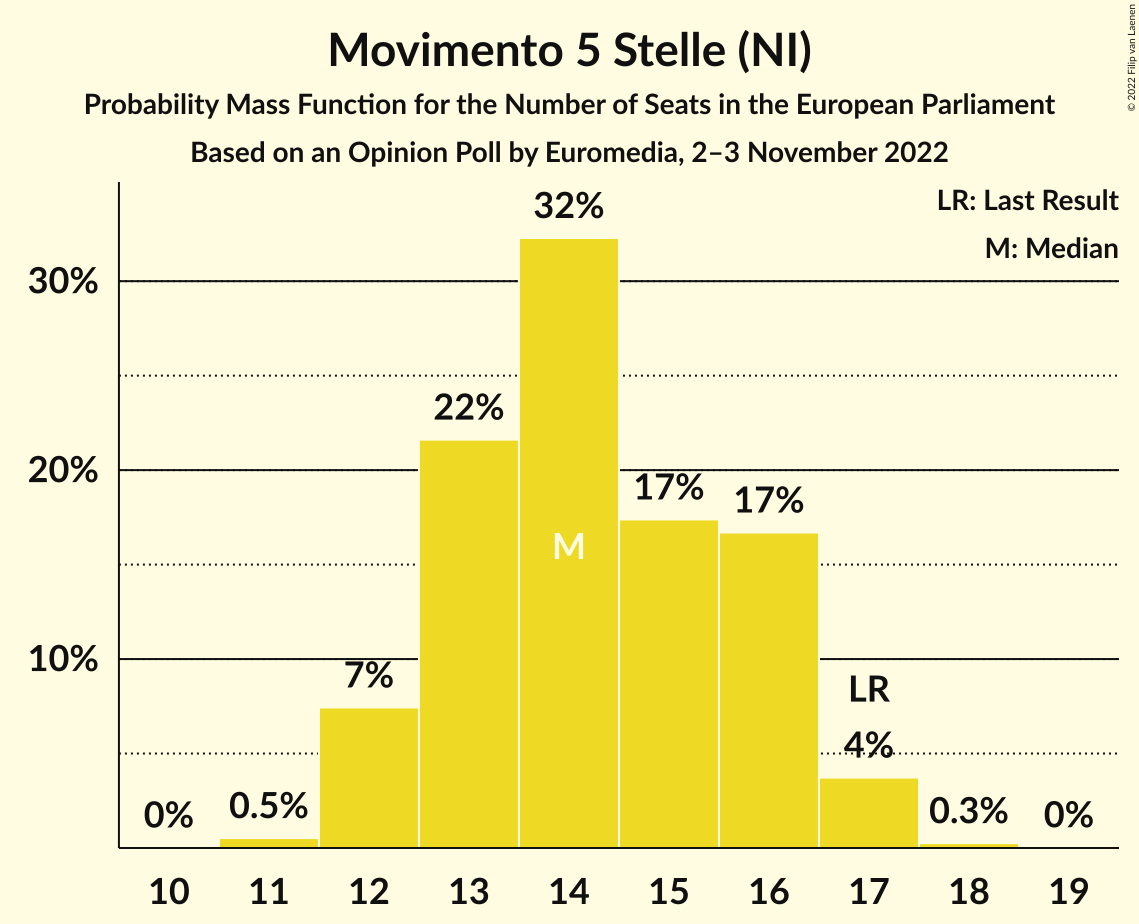 Movimento 5 Stelle (NI)
Probability Mass Function for the Number of Seats in the European Parliament
Based on an Opinion Poll by Euromedia, 2–3 November 2022
© 2022 Filip van Laenen
LR: Last Result
M: Median
30%
20%
10%
0%
0.5%
7%
22%
32%
M
17%
17%
LR
4%
0.3%
0%
10 11 12 13 14 15 16 17 18 19